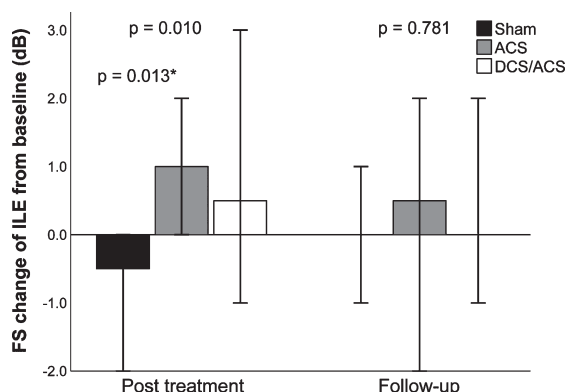 FS change of ILE from baseline (dB)
3.0
2.0
1.0
0.0
-1.0
-2.0
p = 0.010
p = 0.013*
p = 0.781
Sham
ACS
DCS/ACS
Post treatment
Follow-up